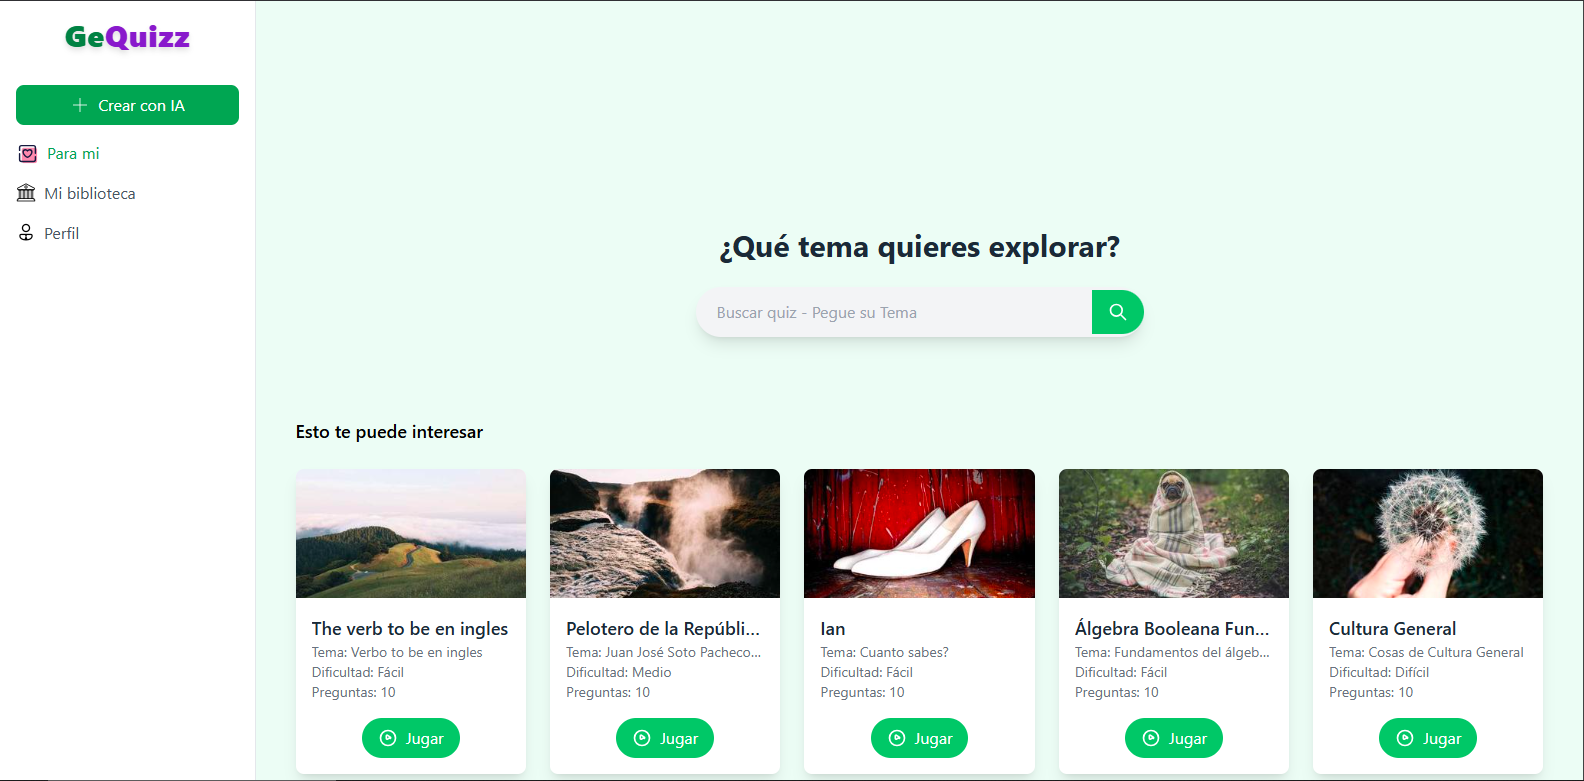 GeQuizz
Crear con IA
Para mi
Mi biblioteca
Perfil
¿Qué tema quieres explorar?
Buscar quiz - Pegue su Tema
Esto te puede interesar
The verb to be en ingles
Tema: Verbo to be en ingles
Dificultad: Fácil
Preguntas: 10
Jugar
Pelotero de la Repúbli...
Tema: Juan José Soto Pacheco...
Dificultad: Medio
Preguntas: 10
Jugar
Ian
Tema: Cuanto sabes?
Dificultad: Fácil
Preguntas: 10
Jugar
Álgebra Booleana Fun...
Tema: Fundamentos del álgeb...
Dificultad: Fácil
Preguntas: 10
Jugar
Cultura General
Tema: Cosas de Cultura General
Dificultad: Difícil
Preguntas: 10
Jugar